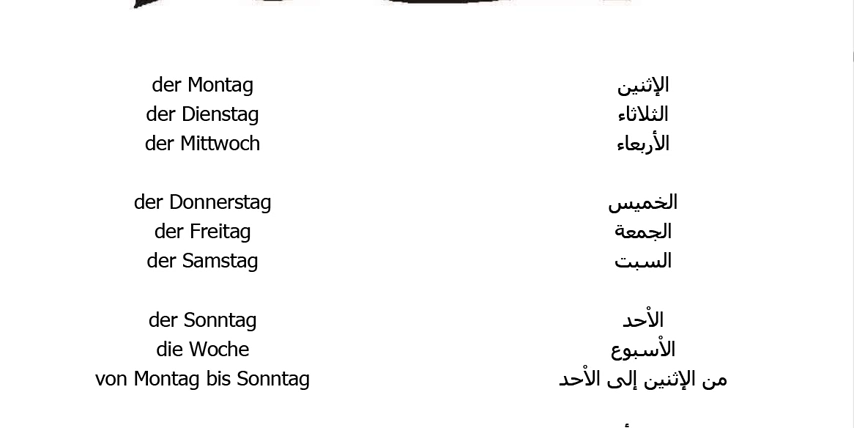 der Montag الإثنين
der Dienstag الثلاثاء
der Mittwoch الأربعاء
der Donnerstag الخميس
der Freitag الجمعة
der Samstag السبت
der Sonntag الأحد
die Woche الأسبوع
von Montag bis Sonntag من الإثنين إلى الأحد